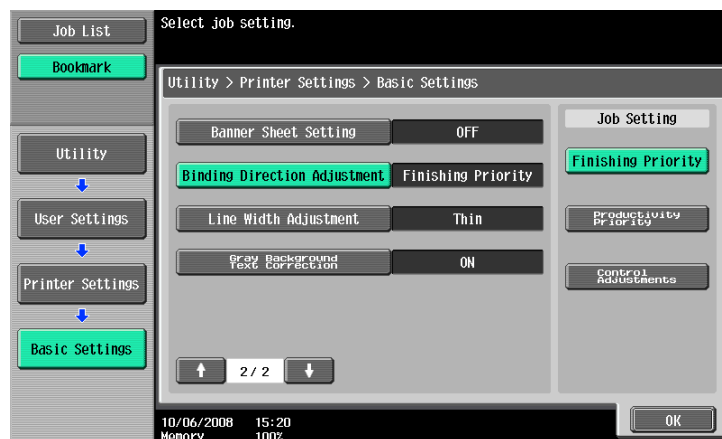 Job List
Bookmark
Utility
User Settings
Printer Settings
Basic Settings
Select job setting.
Utility > Printer Settings > Basic Settings
Banner Sheet Setting OFF
Binding Direction Adjustment Finishing Priority
Line Width Adjustment Thin
Gray Background
Text Correction ON
2/ 2
Job Setting
Finishing Priority
Productivity
Priority
Control
Adjustments
10/06/2008 15:20
Memory 100%
OK